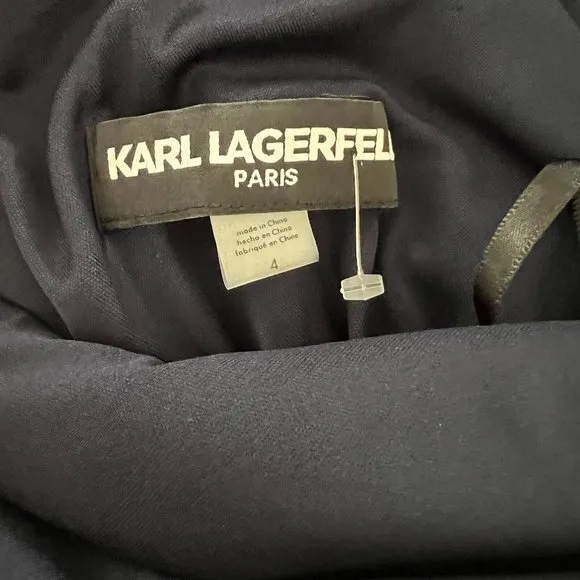 KARL LAGERFEL
PARIS
made in China
hecho en China
fabriqué en Chine
4